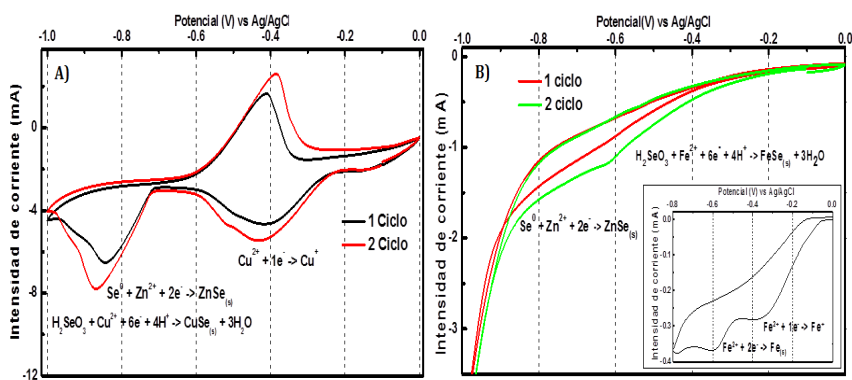 Potencial (V) vs Ag/AgCl
-1.0 -0.8 -0.6 -0.4 -0.2 0.0
A)
Intensidad de corriente (mA)
0
-4
-8
-12
1 Ciclo
2 Ciclo
Cu²⁺ + 1e⁻ -> Cu⁺
Se⁰ + Zn²⁺ + 2e⁻ -> ZnSe(s)
H₂SeO₃ + Cu²⁺ + 6e⁻ + 4H⁺ -> CuSe(s) + 3H₂O
Potencial(V) vs Ag/AgCl
-1.0 -0.8 -0.6 -0.4 -0.2 0.0
B)
Intensidad de corriente (mA)
0
-1
-2
-3
1 ciclo
2 ciclo
H₂SeO₃ + Fe²⁺ + 6e⁻ + 4H⁺ -> FeSe(s) + 3H₂O
Se⁰ + Zn²⁺ + 2e⁻ -> ZnSe(s)
Potencial (V) vs Ag/AgCl
-0.8 -0.6 -0.4 -0.2 0.0
Intensidad de corriente (mA)
0.0
-0.1
-0.2
-0.3
-0.4
Fe²⁺ + 2e⁻ -> Fe(s)